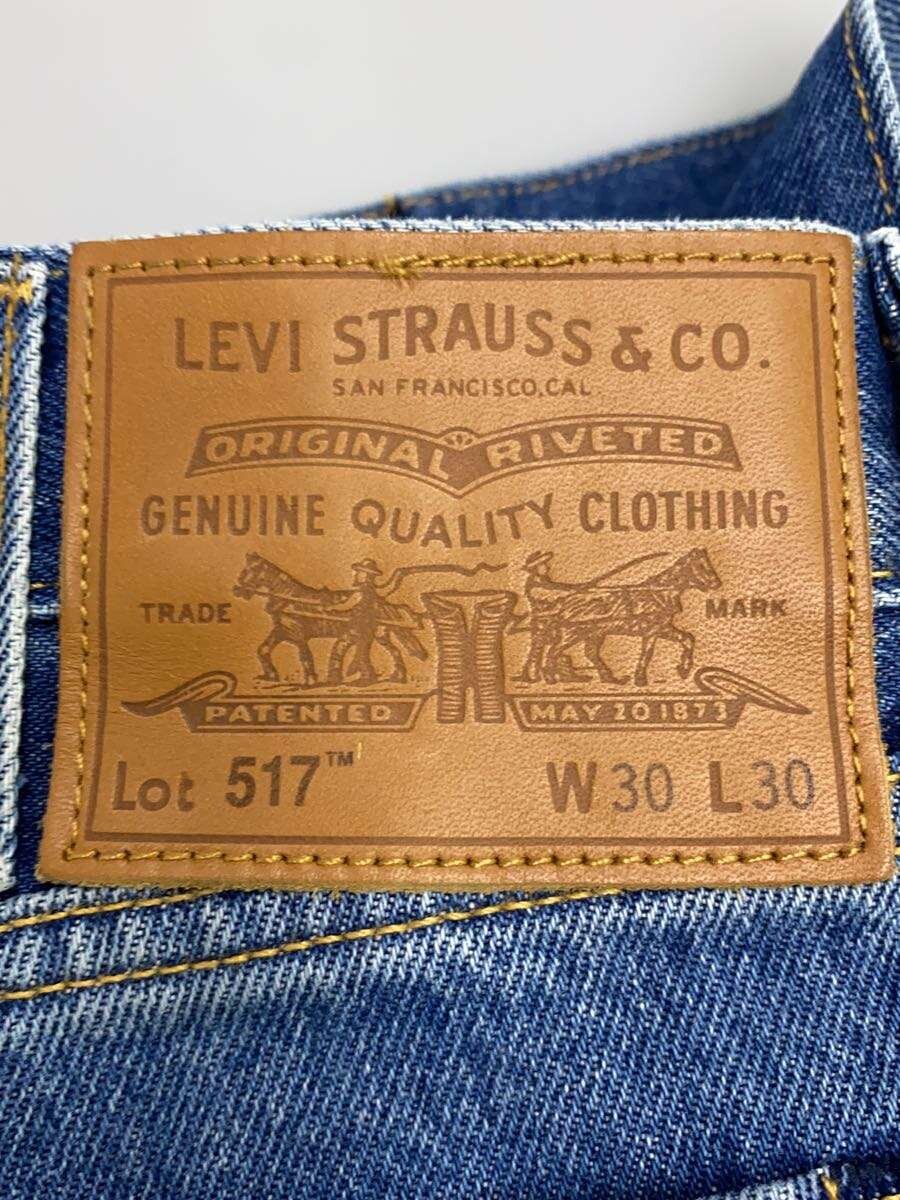 LEVI STRAUSS & CO.
SAN FRANCISCO, CAL
ORIGINAL RIVETED
GENUINE QUALITY CLOTHING
TRADE MARK
PATENTED MAY 20 1873
Lot 517™ W30 L30